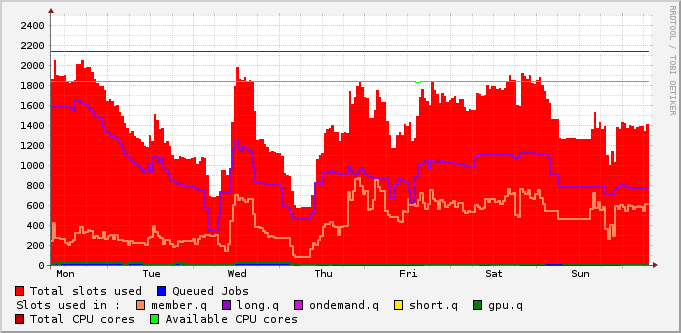 RRDTOOL / TOBI OETIKER
2400
2200
2000
1800
1600
1400
1200
1000
800
600
400
200
0
Mon Tue Wed Thu Fri Sat Sun
Total slots used Queued Jobs
Slots used in : member.q long.q ondemand.q short.q gpu.q
Total CPU cores Available CPU cores